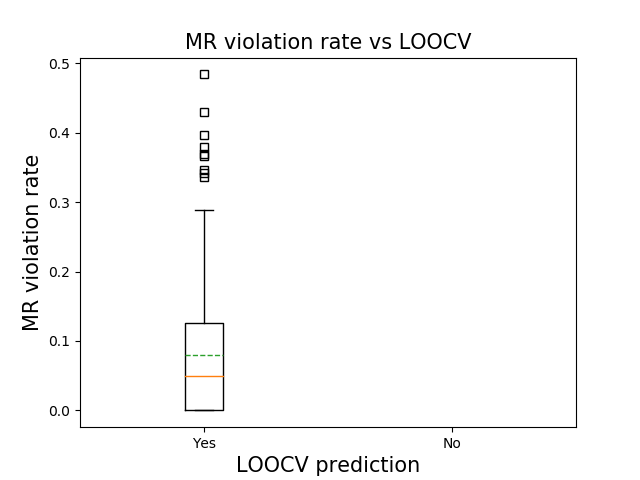 MR violation rate vs LOOCV
MR violation rate
0.5
0.4
0.3
0.2
0.1
0.0
Yes
No
LOOCV prediction